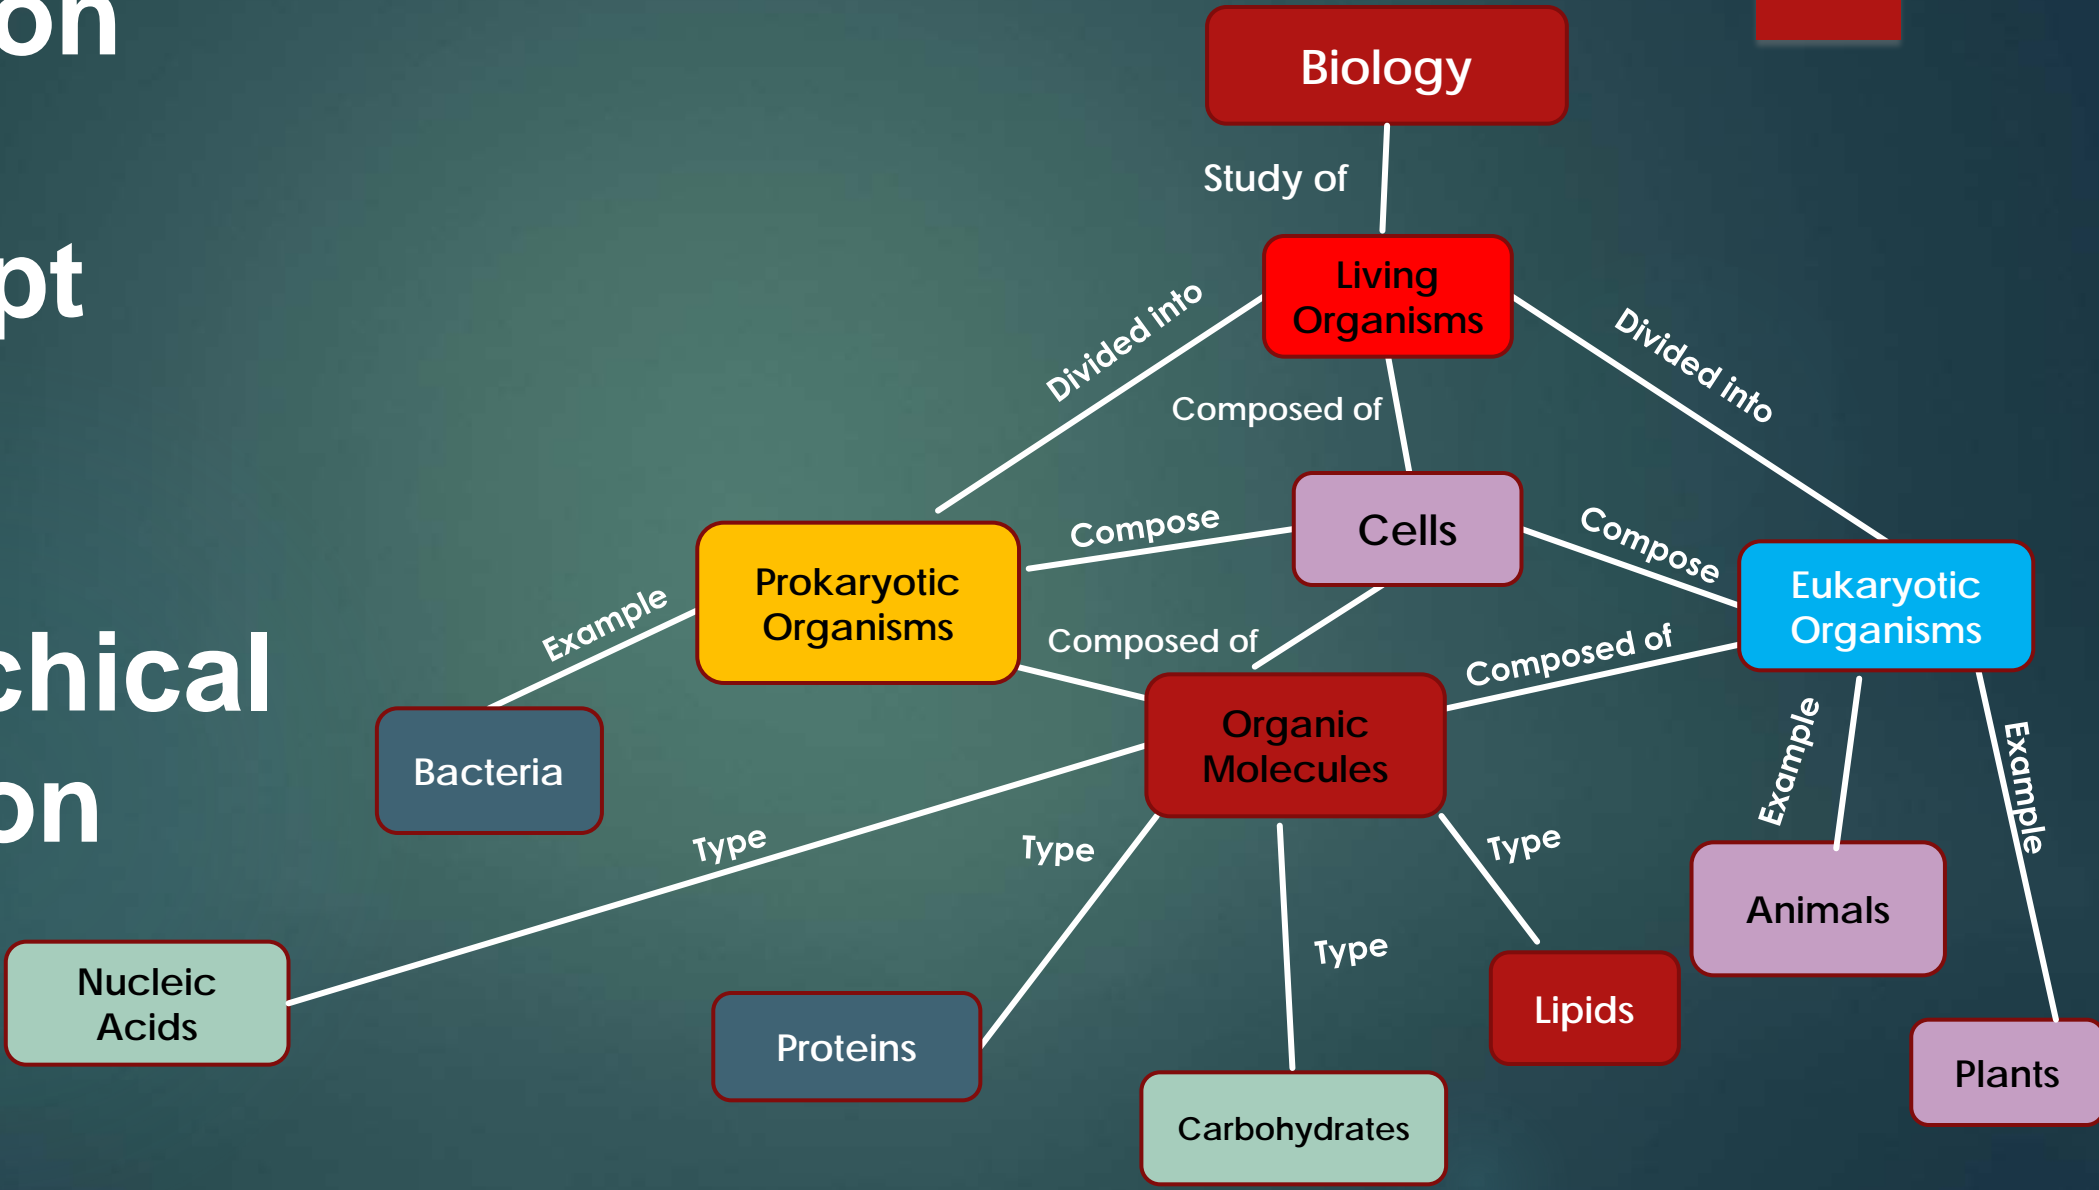 on
pt
chical
on
Biology
Study of
Living
Organisms
Divided into
Divided into
Composed of
Cells
Compose
Compose
Prokaryotic
Organisms
Eukaryotic
Organisms
Example
Composed of
Composed of
Organic
Molecules
Bacteria
Example
Example
Type
Type
Type
Type
Animals
Nucleic
Acids
Proteins
Lipids
Carbohydrates
Plants